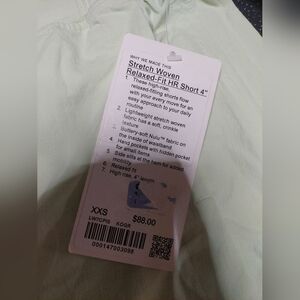 WHY WE MADE THIS
Stretch Woven
Relaxed-Fit HR Short 4"
1. These high-rise,
relaxed-fitting shorts flow
with your every move for an
easy approach to your daily
routine
2. Lightweight stretch woven
fabric has a soft, crinkle
texture
3. Buttery-soft Nulu™ fabric on
the inside of waistband
4. Hand pockets with hidden pocket
for small items
5. Side slits at the hem for added
mobility
6. Relaxed fit
7. High rise, 4" length
XXS
$88.00
LW7CPIS
000147003098